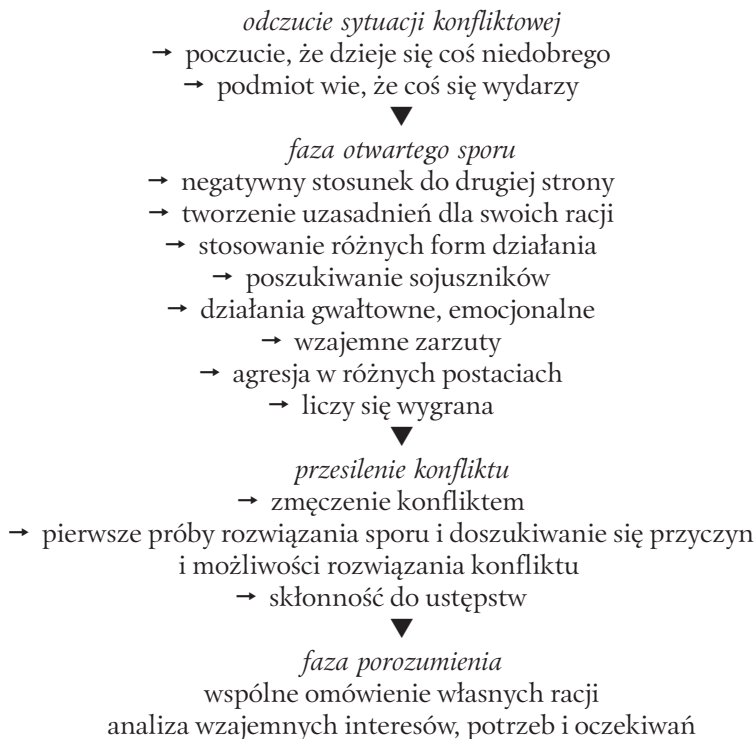 odczucie sytuacji konfliktowej
→ poczucie, że dzieje się coś niedobrego
→ podmiot wie, że coś się wydarzy
▼
faza otwartego sporu
→ negatywny stosunek do drugiej strony
→ tworzenie uzasadnień dla swoich racji
→ stosowanie różnych form działania
→ poszukiwanie sojuszników
→ działania gwałtowne, emocjonalne
→ wzajemne zarzuty
→ agresja w różnych postaciach
→ liczy się wygrana
▼
przesilenie konfliktu
→ zmęczenie konfliktem
→ pierwsze próby rozwiązania sporu i doszukiwanie się przyczyn
i możliwości rozwiązania konfliktu
→ skłonność do ustępstw
▼
faza porozumienia
wspólne omówienie własnych racji
analiza wzajemnych interesów, potrzeb i oczekiwań